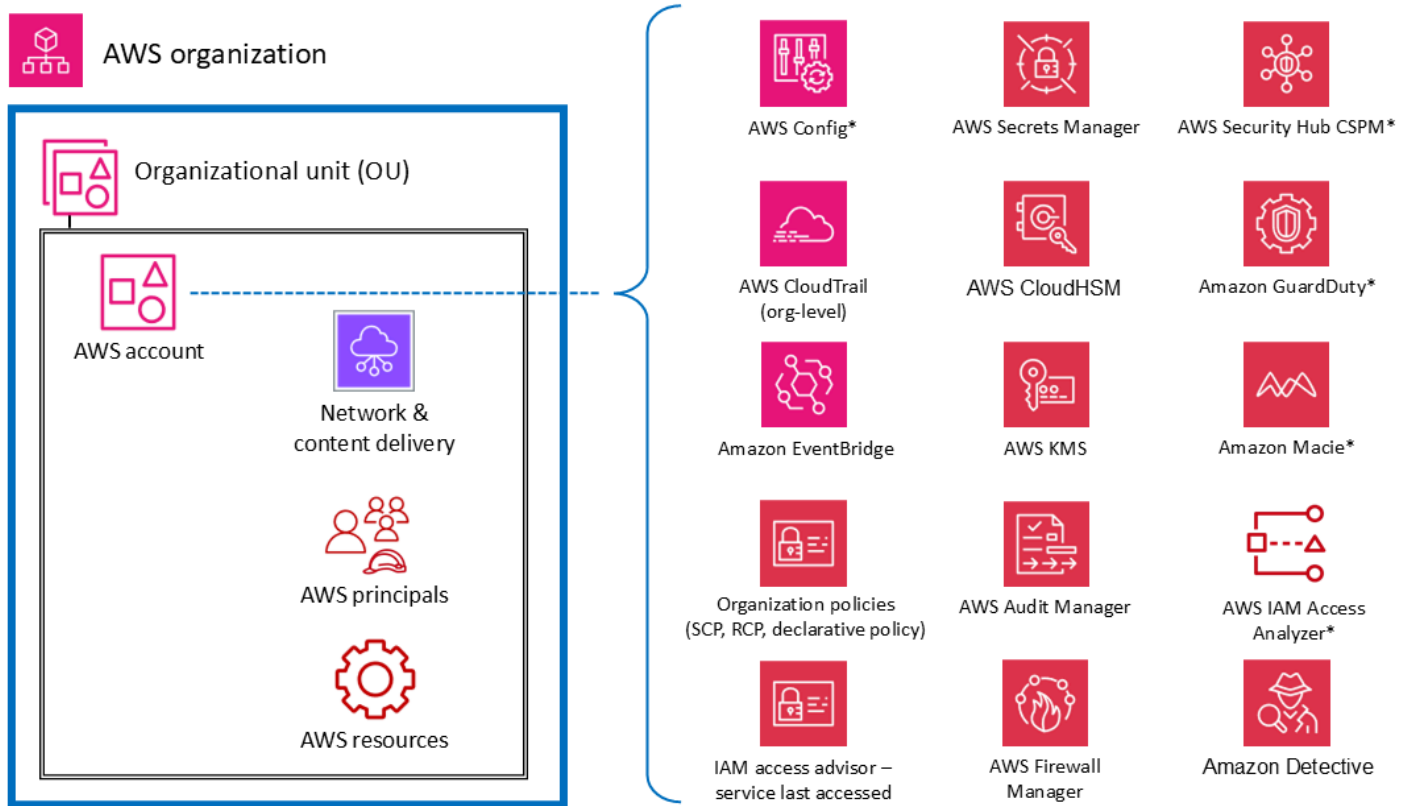 AWS organization
Organizational unit (OU)
AWS account
Network &
content delivery
AWS principals
AWS resources
AWS Config*
AWS Secrets Manager
AWS Security Hub CSPM*
AWS CloudTrail
(org-level)
AWS CloudHSM
Amazon GuardDuty*
Amazon EventBridge
AWS KMS
Amazon Macie*
Organization policies
(SCP, RCP, declarative policy)
AWS Audit Manager
AWS IAM Access
Analyzer*
IAM access advisor –
service last accessed
AWS Firewall
Manager
Amazon Detective